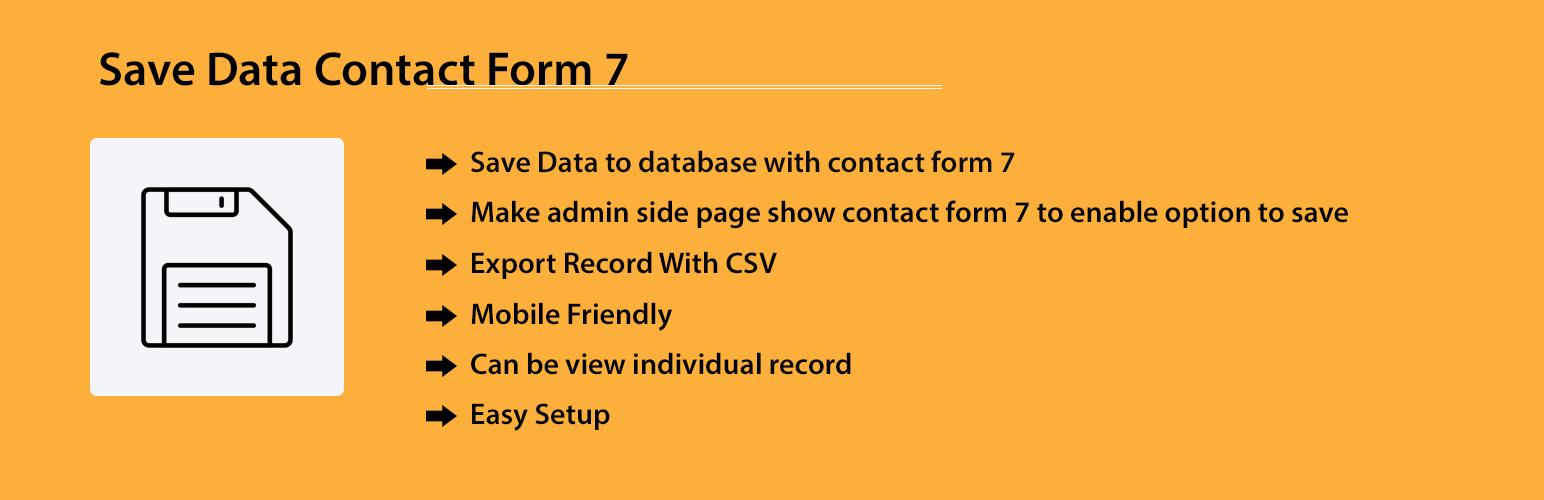 Save Data Contact Form 7
Save Data to database with contact form 7
Make admin side page show contact form 7 to enable option to save
Export Record With CSV
Mobile Friendly
Can be view individual record
Easy Setup